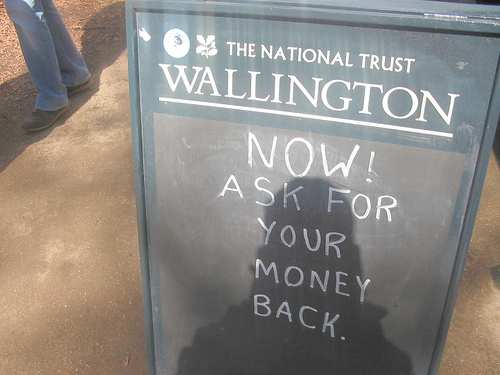 THE NATIONAL TRUST
WALLINGTON
NOW!
ASK FOR
YOUR
MONEY
BACK.